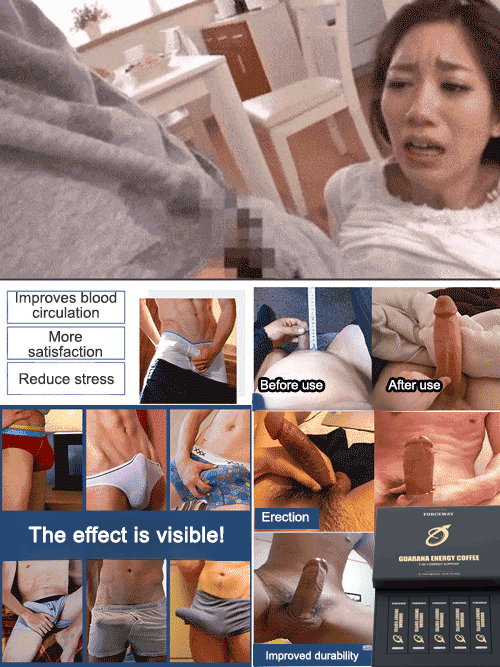 Improves blood
circulation
More
satisfaction
Reduce stress
Before use
After use
The effect is visible!
Erection
Improved durability
GUARANA ENERGY COFFEE